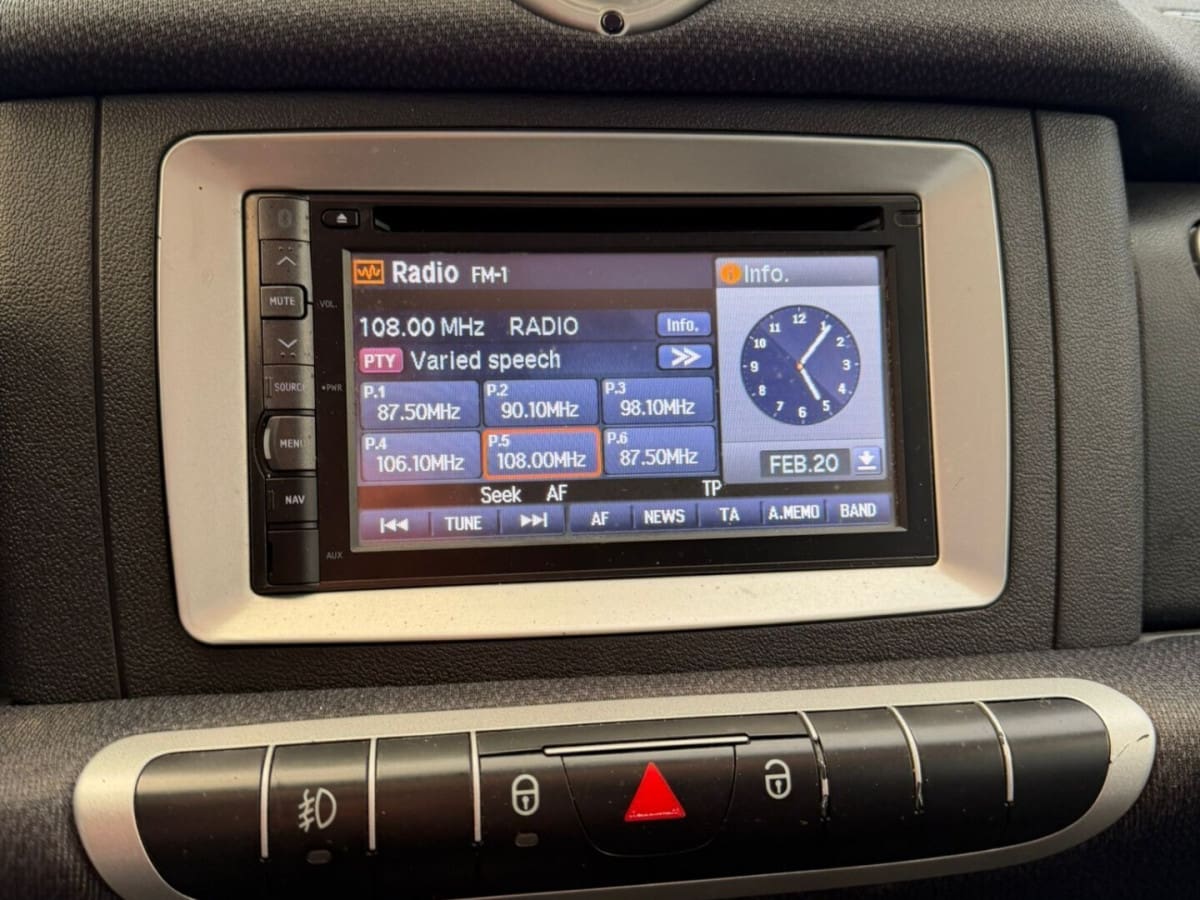 Radio FM-1
Info.
108.00 MHz RADIO Info.
PTY Varied speech
P.1 87.50MHz
P.2 90.10MHz
P.3 98.10MHz
P.4 106.10MHz
P.5 108.00MHz
P.6 87.50MHz
Seek AF TP
TUNE AF NEWS TA A.MEMO BAND
12
1
2
3
4
5
6
7
8
9
10
11
FEB.20
MUTE
VOL.
SOURC
•PWR
MENU
NAV
AUX